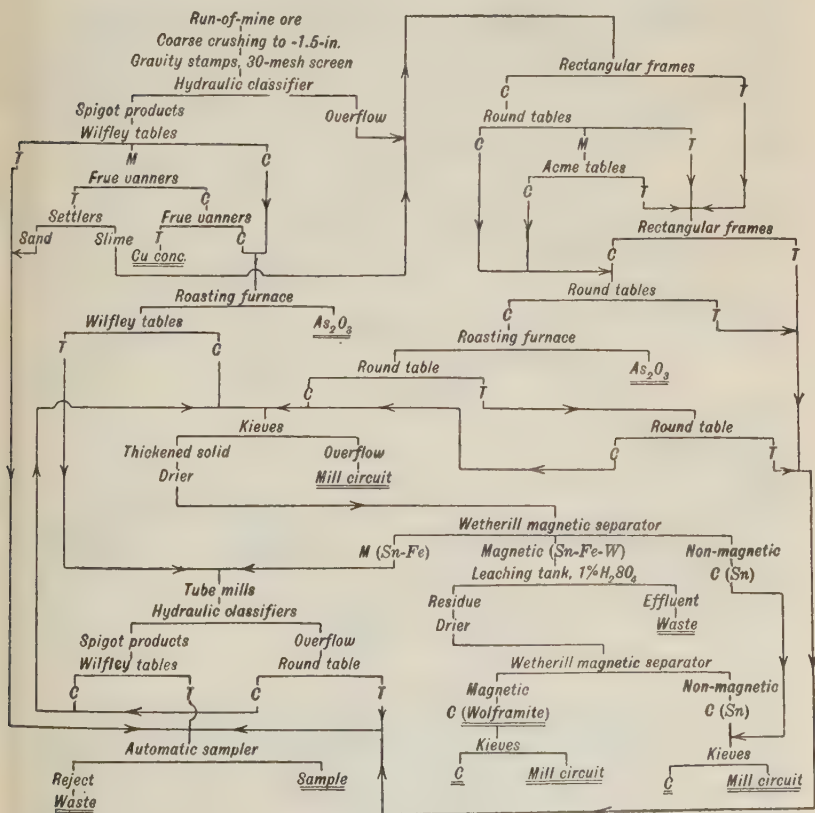 Run-of-mine ore
Coarse crushing to -1.5-in.
Gravity stamps, 30-mesh screen
Hydraulic classifier
Spigot products
Overflow
Wilfley tables
T M C
Frue vanners
T C
Settlers
Frue vanners
Sand Slime
T C
Cu conc.
Roasting furnace
Wilfley tables
As₂O₃
T C
Rectangular frames
C T
Round tables
C M T
Acme tables
C T
Rectangular frames
C T
Round tables
C T
Roasting furnace
Round table
As₂O₃
C T
Round table
C T
Kieves
Thickened solid
Overflow
Drier
Mill circuit
Wetherill magnetic separator
M (Sn-Fe)
Magnetic (Sn-Fe-W)
Non-magnetic
C (Sn)
Leaching tank, 1% H₂SO₄
Residue
Effluent
Drier
Waste
Tube mills
Hydraulic classifiers
Spigot products
Overflow
Wilfley tables
Round table
C T C T
Wetherill magnetic separator
Magnetic
Non-magnetic
C (Wolframite)
C (Sn)
Automatic sampler
Kieves
Kieves
Reject
Sample
C
Mill circuit
C
Mill circuit
Waste